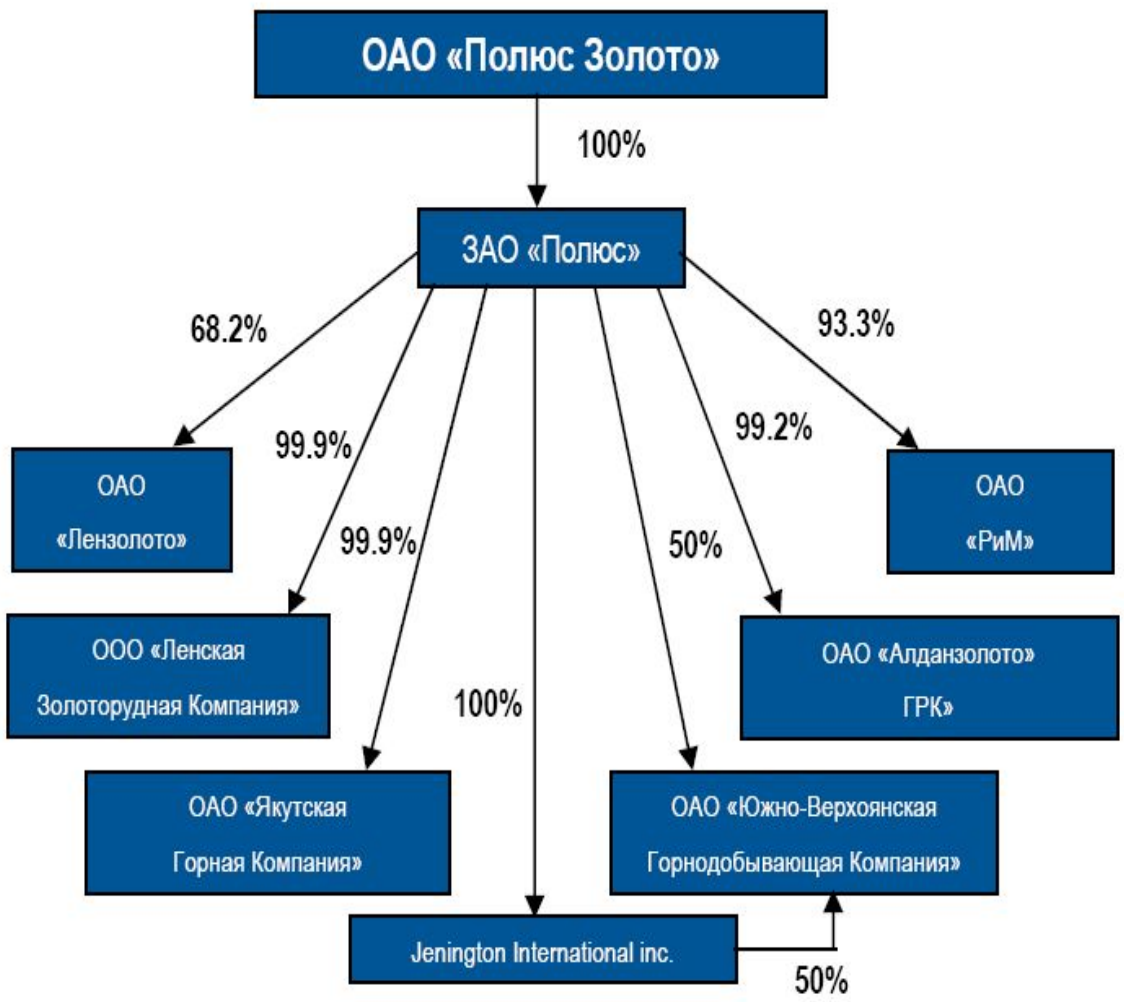 ОАО «Полюс Золото»
100%
ЗАО «Полюс»
68.2%
93.3%
99.9%
99.2%
ОАО
«Лензолото»
ОАО
«РиМ»
99.9%
50%
ООО «Ленская
Золоторудная Компания»
ОАО «Алданзолото»
ГРК»
100%
ОАО «Якутская
Горная Компания»
ОАО «Южно-Верхоянская
Горнодобывающая Компания»
Jenington International inc.
50%